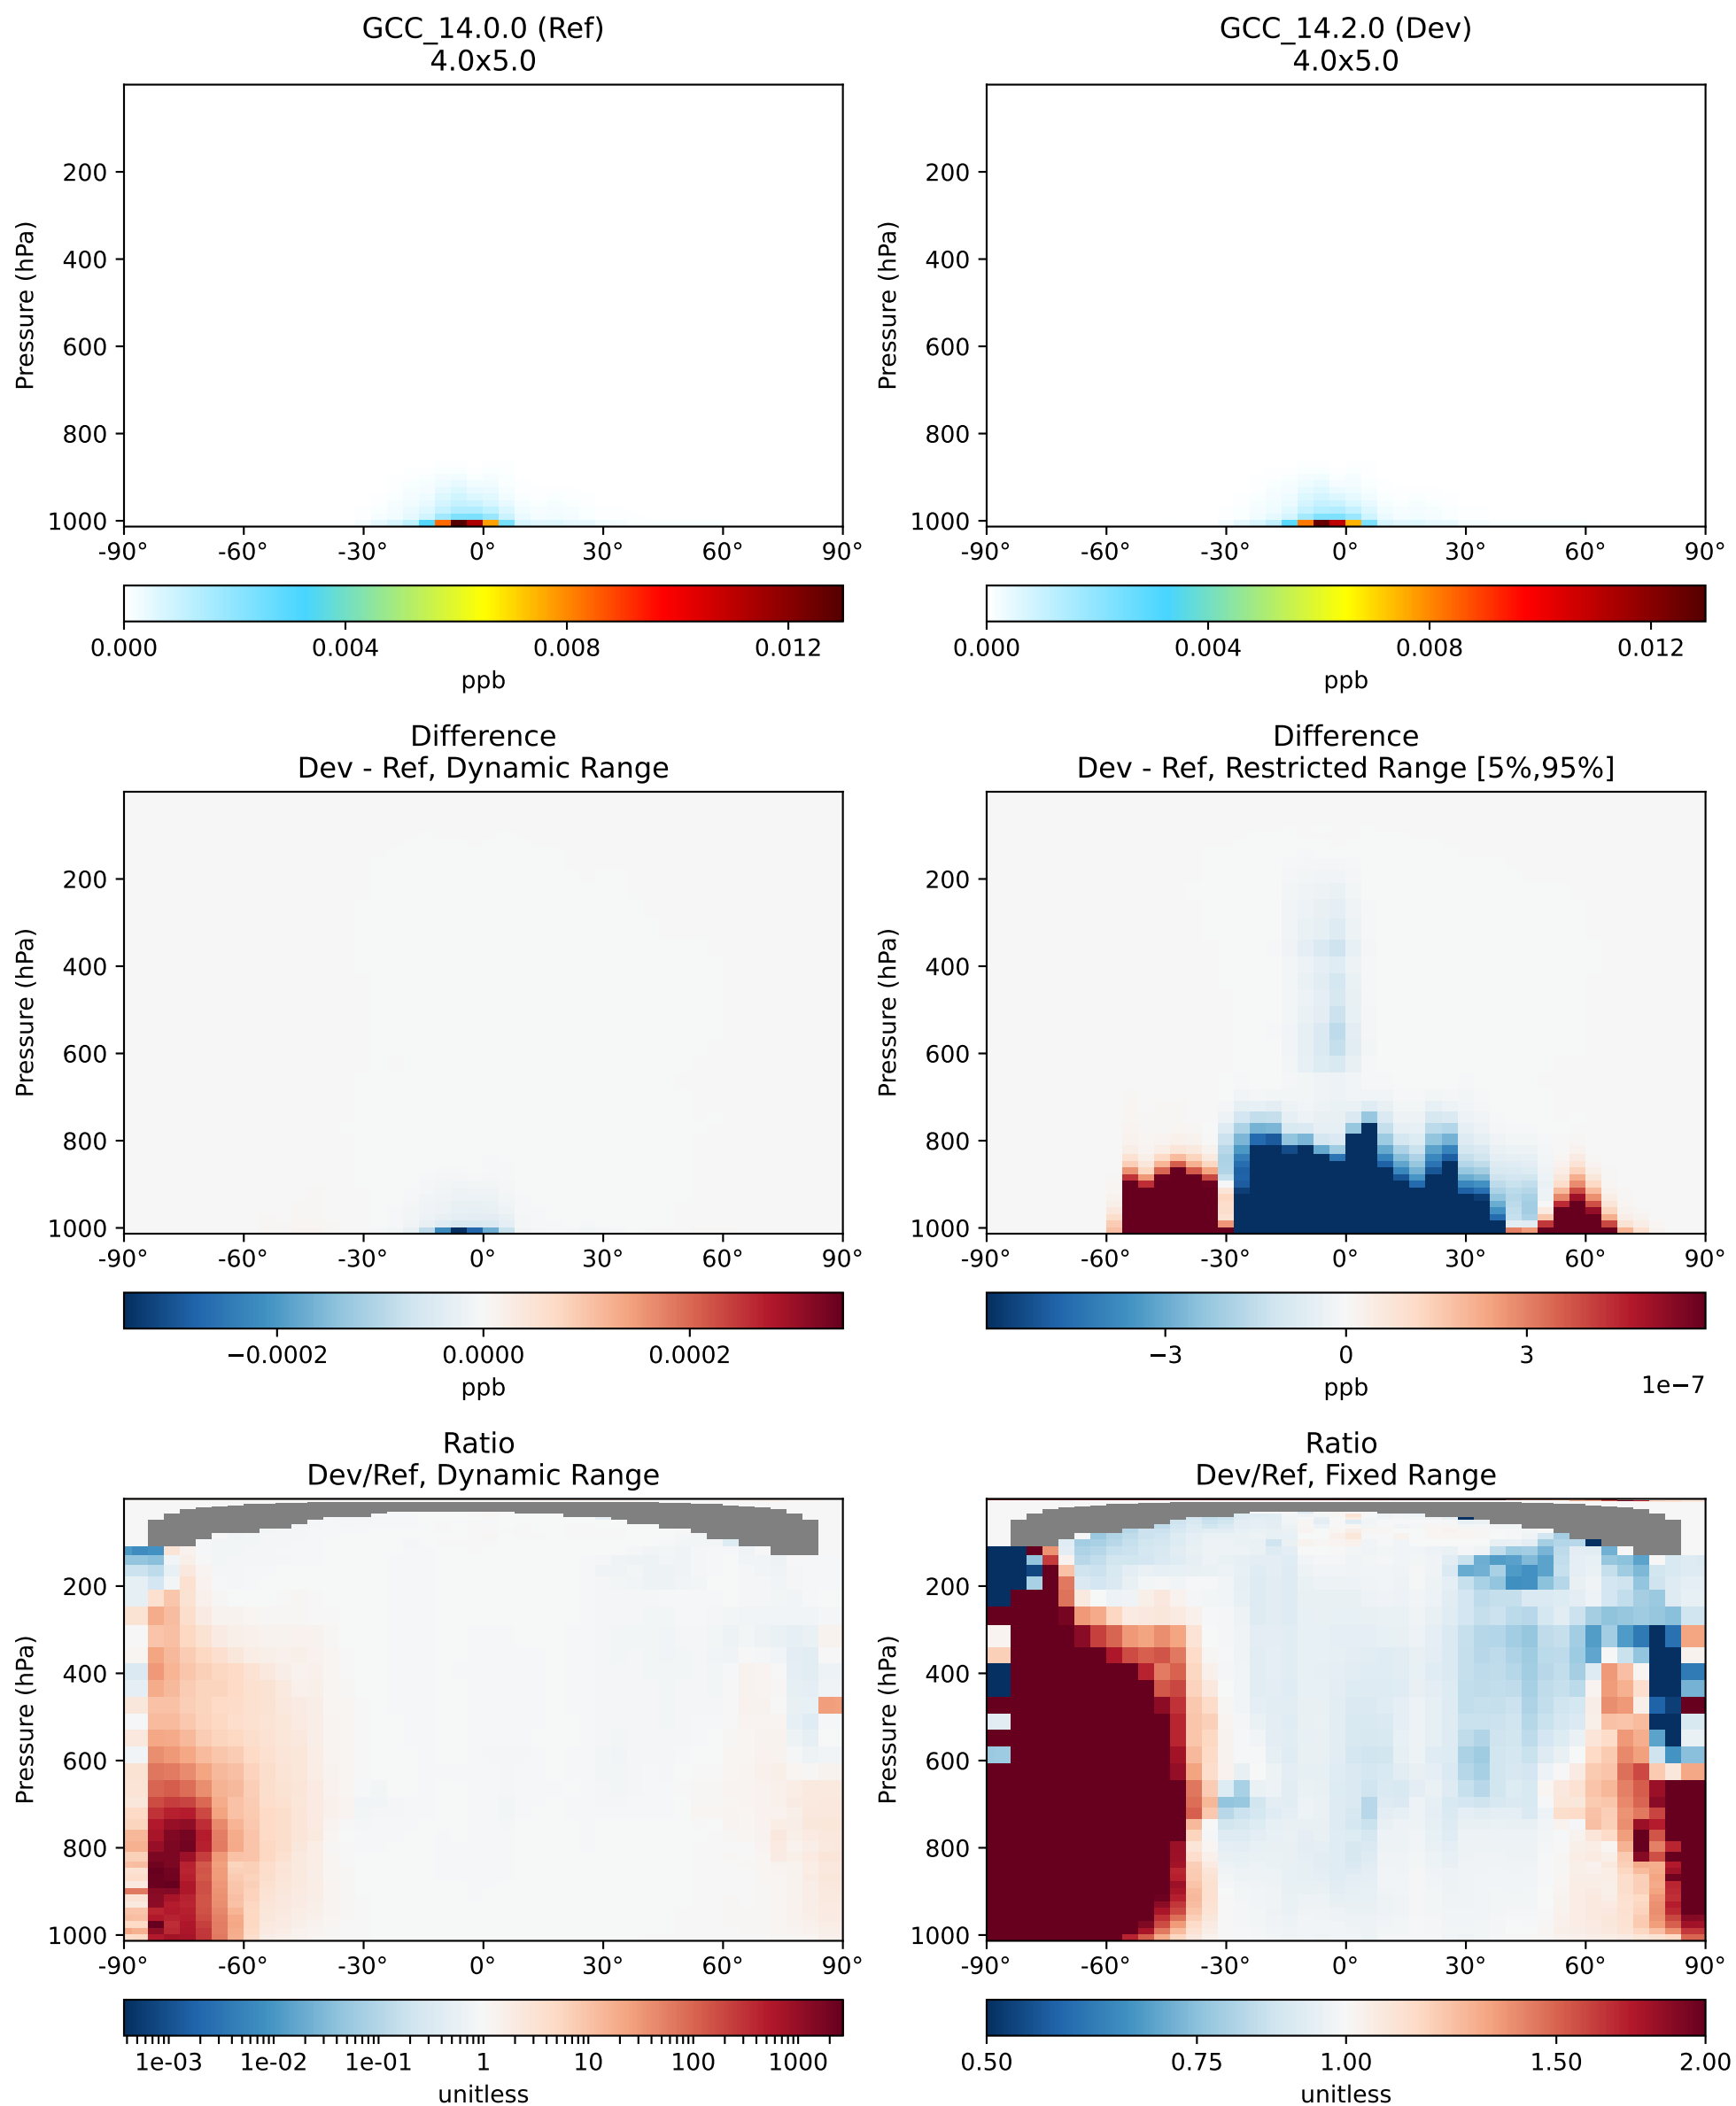 GCC_14.0.0 (Ref)
4.0x5.0
Pressure (hPa)
200
400
600
800
1000
-90° -60° -30° 0° 30° 60° 90°
0.000 0.004 0.008 0.012
ppb
GCC_14.2.0 (Dev)
4.0x5.0
Pressure (hPa)
200
400
600
800
1000
-90° -60° -30° 0° 30° 60° 90°
0.000 0.004 0.008 0.012
ppb
Difference
Dev - Ref, Dynamic Range
Pressure (hPa)
200
400
600
800
1000
-90° -60° -30° 0° 30° 60° 90°
−0.0002 0.0000 0.0002
ppb
Difference
Dev - Ref, Restricted Range [5%,95%]
Pressure (hPa)
200
400
600
800
1000
-90° -60° -30° 0° 30° 60° 90°
−3 0 3
ppb
1e−7
Ratio
Dev/Ref, Dynamic Range
Pressure (hPa)
200
400
600
800
1000
-90° -60° -30° 0° 30° 60° 90°
1e-03 1e-02 1e-01 1 10 100 1000
unitless
Ratio
Dev/Ref, Fixed Range
Pressure (hPa)
200
400
600
800
1000
-90° -60° -30° 0° 30° 60° 90°
0.50 0.75 1.00 1.50 2.00
unitless